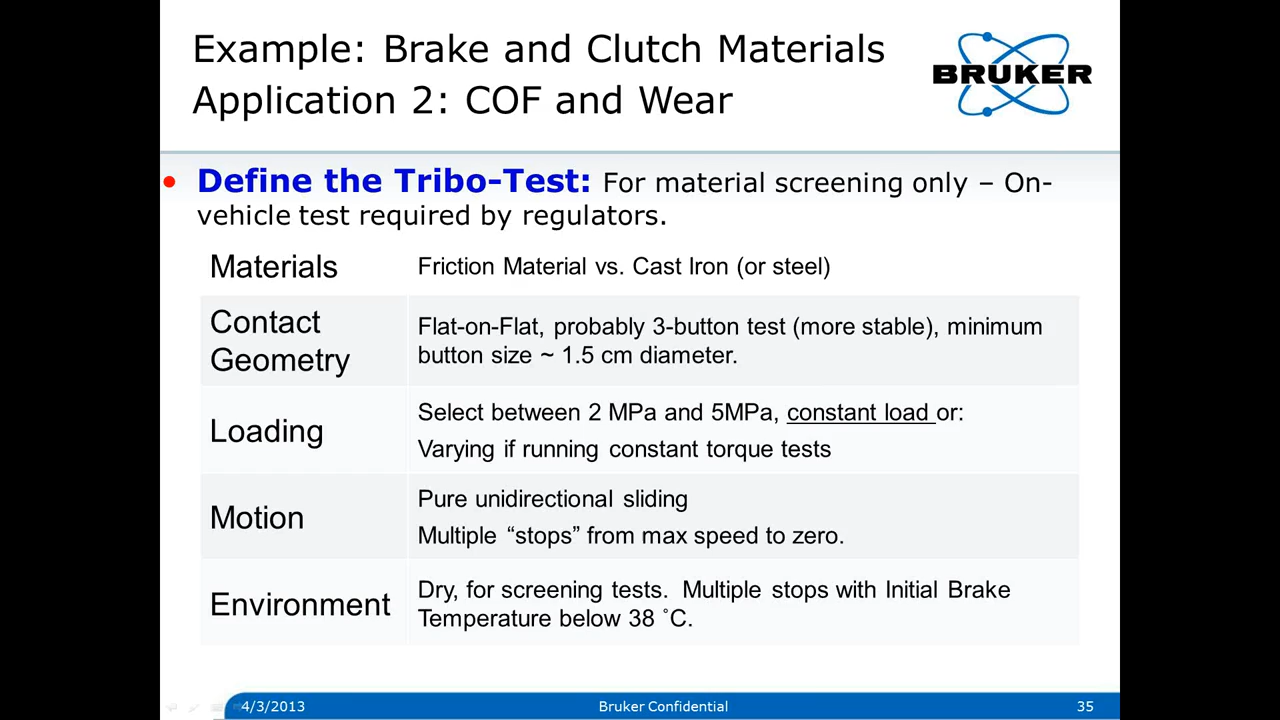 Example: Brake and Clutch Materials
Application 2: COF and Wear
BRUKER
• Define the Tribo-Test: For material screening only – On-
vehicle test required by regulators.
Materials
Friction Material vs. Cast Iron (or steel)
Contact
Geometry
Flat-on-Flat, probably 3-button test (more stable), minimum
button size ~ 1.5 cm diameter.
Loading
Select between 2 MPa and 5MPa, constant load or:
Varying if running constant torque tests
Motion
Pure unidirectional sliding
Multiple “stops” from max speed to zero.
Environment
Dry, for screening tests. Multiple stops with Initial Brake
Temperature below 38 ˚C.
4/3/2013
Bruker Confidential
35